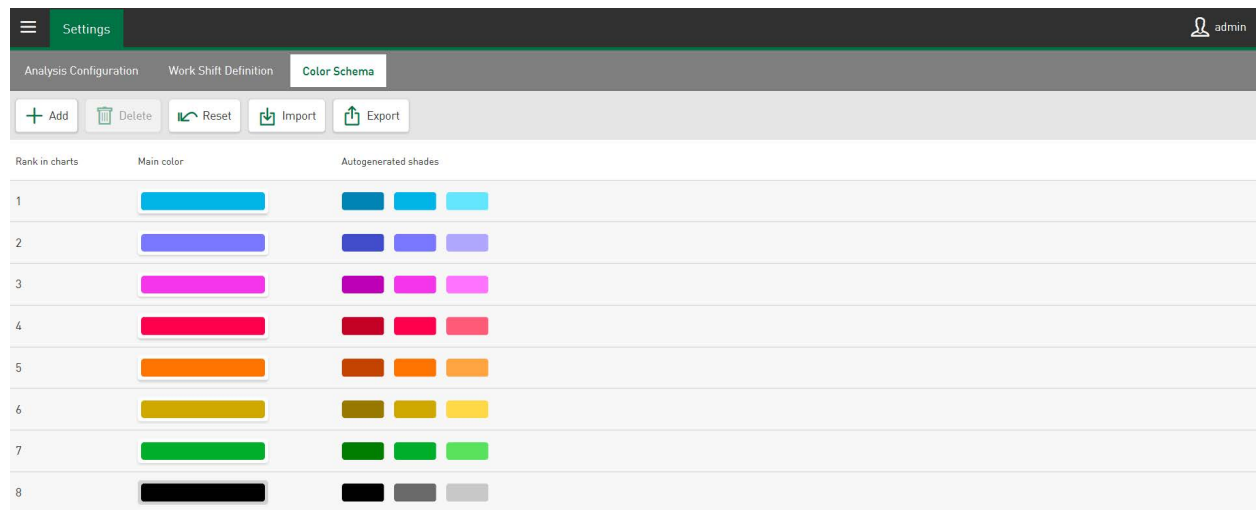 Settings admin
Analysis Configuration Work Shift Definition Color Schema
Add Delete Reset Import Export
Rank in charts Main color Autogenerated shades
1
2
3
4
5
6
7
8